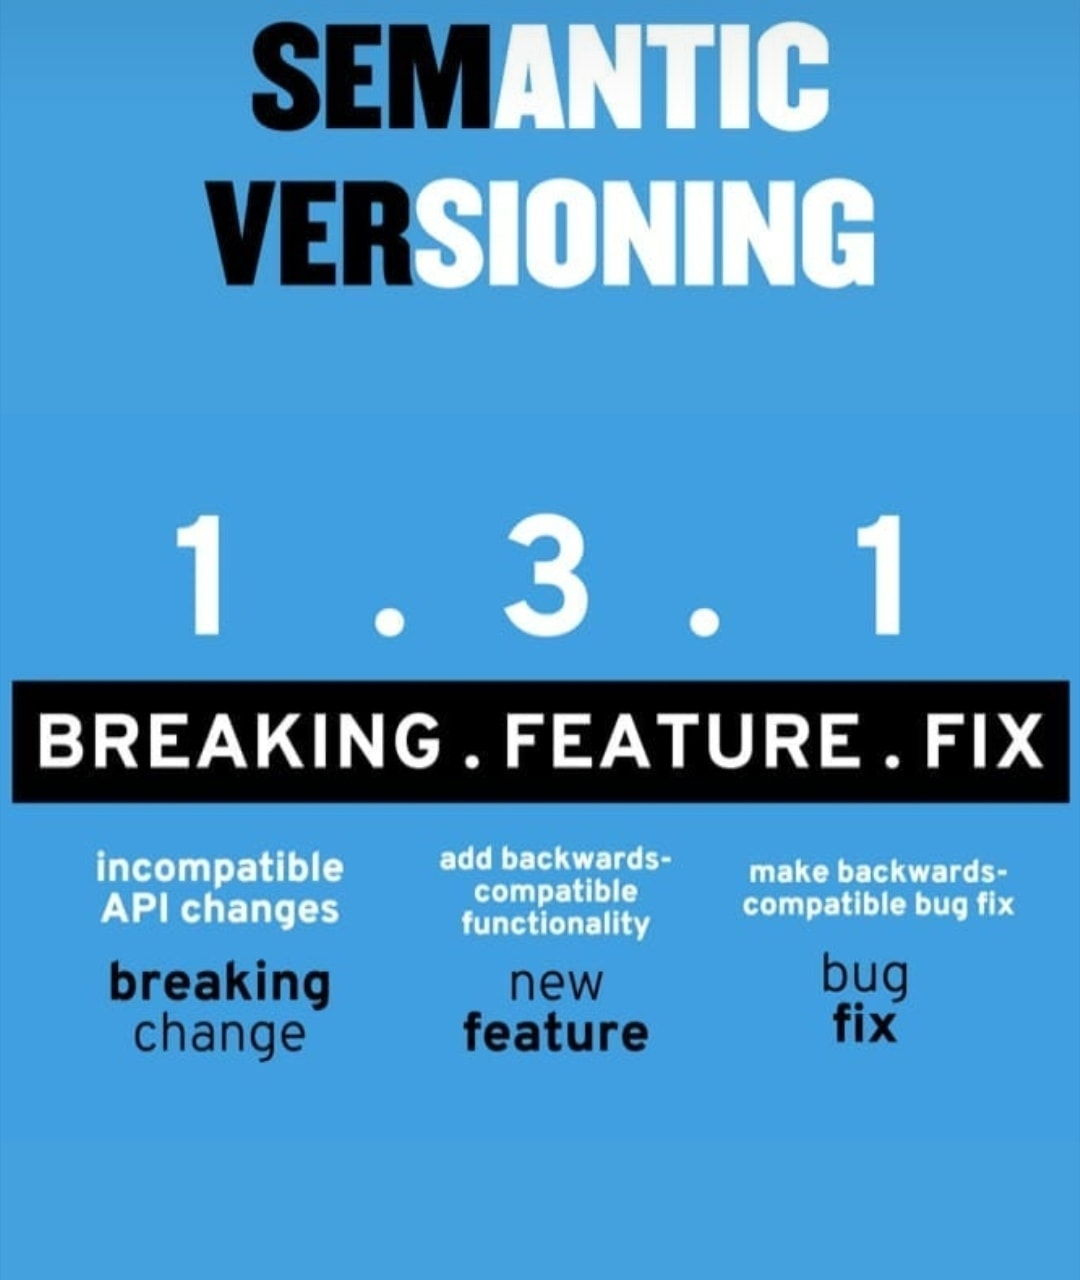 SEMANTIC
VERSIONING
1 . 3 . 1
BREAKING . FEATURE . FIX
incompatible
API changes
breaking
change
add backwards-
compatible
functionality
new
feature
make backwards-
compatible bug fix
bug
fix